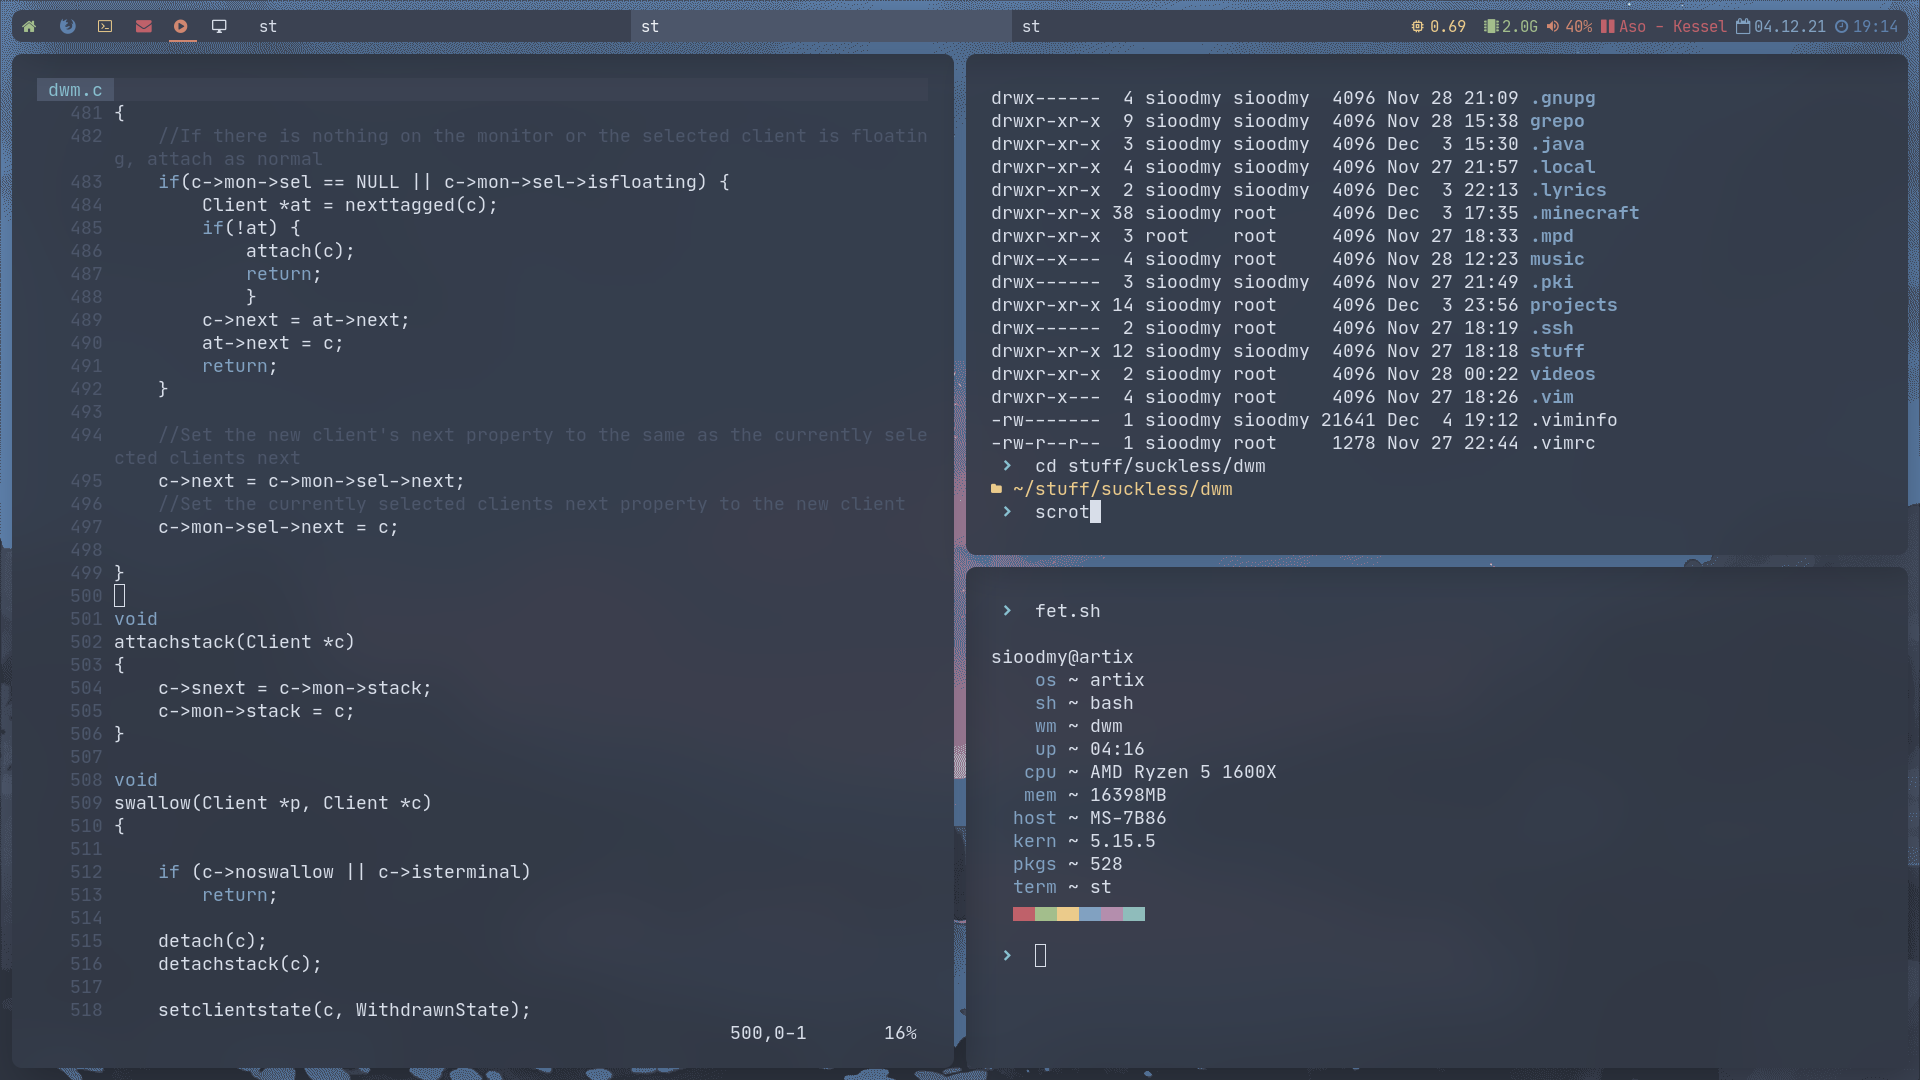 st st st 0.69 2.0G 40% Aso - Kessel 04.12.21 19:14
dwm.c
481 {
482     //If there is nothing on the monitor or the selected client is floatin
g, attach as normal
483     if(c->mon->sel == NULL || c->mon->sel->isfloating) {
484         Client *at = nexttagged(c);
485         if(!at) {
486             attach(c);
487             return;
488             }
489         c->next = at->next;
490         at->next = c;
491         return;
492     }
493
494     //Set the new client's next property to the same as the currently sele
cted clients next
495     c->next = c->mon->sel->next;
496     //Set the currently selected clients next property to the new client
497     c->mon->sel->next = c;
498
499 }
500
501 void
502 attachstack(Client *c)
503 {
504     c->snext = c->mon->stack;
505     c->mon->stack = c;
506 }
507
508 void
509 swallow(Client *p, Client *c)
510 {
511
512     if (c->noswallow || c->isterminal)
513         return;
514
515     detach(c);
516     detachstack(c);
517
518     setclientstate(c, WithdrawnState);
500,0-1       16%
drwx------  4 sioodmy sioodmy  4096 Nov 28 21:09 .gnupg
drwxr-xr-x  9 sioodmy sioodmy  4096 Nov 28 15:38 grepo
drwxr-xr-x  3 sioodmy sioodmy  4096 Dec  3 15:30 .java
drwxr-xr-x  4 sioodmy sioodmy  4096 Nov 27 21:57 .local
drwxr-xr-x  2 sioodmy sioodmy  4096 Dec  3 22:13 .lyrics
drwxr-xr-x 38 sioodmy root     4096 Dec  3 17:35 .minecraft
drwxr-xr-x  3 root    root     4096 Nov 27 18:33 .mpd
drwx--x---  4 sioodmy root     4096 Nov 28 12:23 music
drwx------  3 sioodmy sioodmy  4096 Nov 27 21:49 .pki
drwxr-xr-x 14 sioodmy root     4096 Dec  3 23:56 projects
drwx------  2 sioodmy root     4096 Nov 27 18:19 .ssh
drwxr-xr-x 12 sioodmy sioodmy  4096 Nov 27 18:18 stuff
drwxr-xr-x  2 sioodmy root     4096 Nov 28 00:22 videos
drwxr-x---  4 sioodmy root     4096 Nov 27 18:26 .vim
-rw-------  1 sioodmy sioodmy 21641 Dec  4 19:12 .viminfo
-rw-r--r--  1 sioodmy root     1278 Nov 27 22:44 .vimrc
cd stuff/suckless/dwm
~/stuff/suckless/dwm
scrot
fet.sh
sioodmy@artix
os ~ artix
sh ~ bash
wm ~ dwm
up ~ 04:16
cpu ~ AMD Ryzen 5 1600X
mem ~ 16398MB
host ~ MS-7B86
kern ~ 5.15.5
pkgs ~ 528
term ~ st